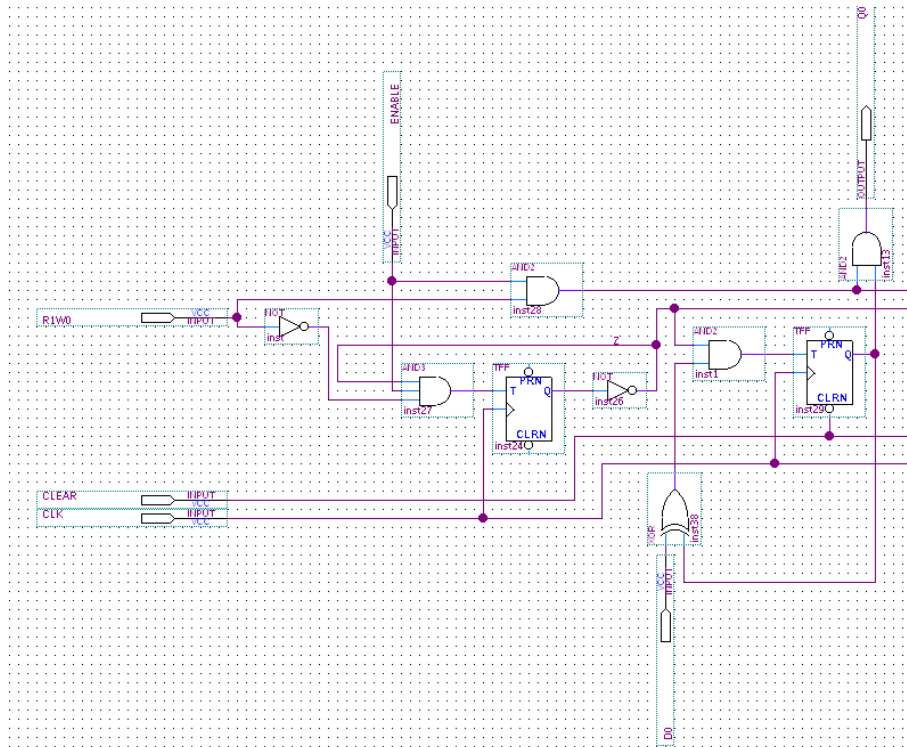 Q0
OUTPUT
ENABLE
VCC
INPUT
AND2
inst13
AND2
inst28
R1W0
VCC
INPUT
NOT
inst
Z
AND2
inst1
TFF
PRN
T
Q
CLRN
inst29
AND3
inst27
TFF
PRN
T
Q
CLRN
inst24
NOT
inst26
CLEAR
INPUT
VCC
CLK
INPUT
VCC
XOR
inst38
VCC
INPUT
D0